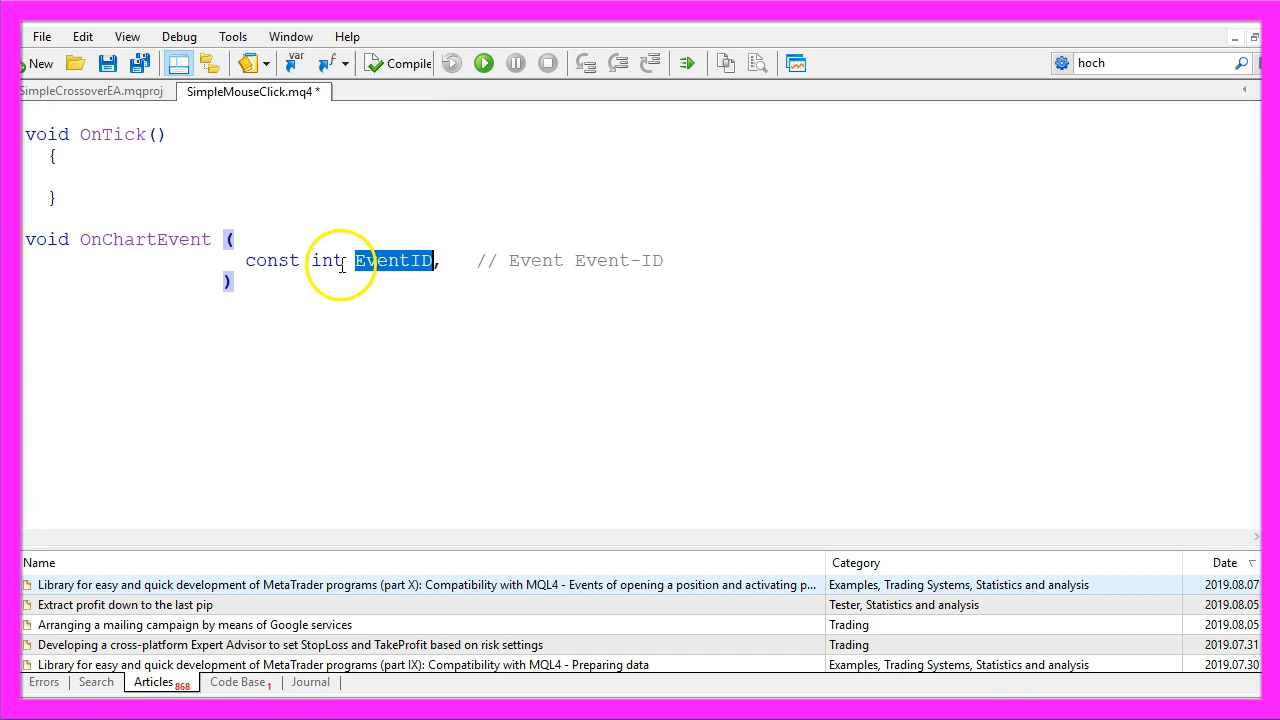 File Edit View Debug Tools Window Help
New var Compile hoch
SimpleCrossoverEA.mqproj SimpleMouseClick.mq4 *
void OnTick()
{
}
void OnChartEvent (
const int EventID, // Event Event-ID
)
Name Category Date
Library for easy and quick development of MetaTrader programs (part X): Compatibility with MQL4 - Events of opening a position and activating p... Examples, Trading Systems, Statistics and analysis 2019.08.07
Extract profit down to the last pip Tester, Statistics and analysis 2019.08.05
Arranging a mailing campaign by means of Google services Trading 2019.08.05
Developing a cross-platform Expert Advisor to set StopLoss and TakeProfit based on risk settings Trading 2019.07.31
Library for easy and quick development of MetaTrader programs (part IX): Compatibility with MQL4 - Preparing data Examples, Trading Systems, Statistics and analysis 2019.07.30
Errors Search Articles 868 Code Base 1 Journal